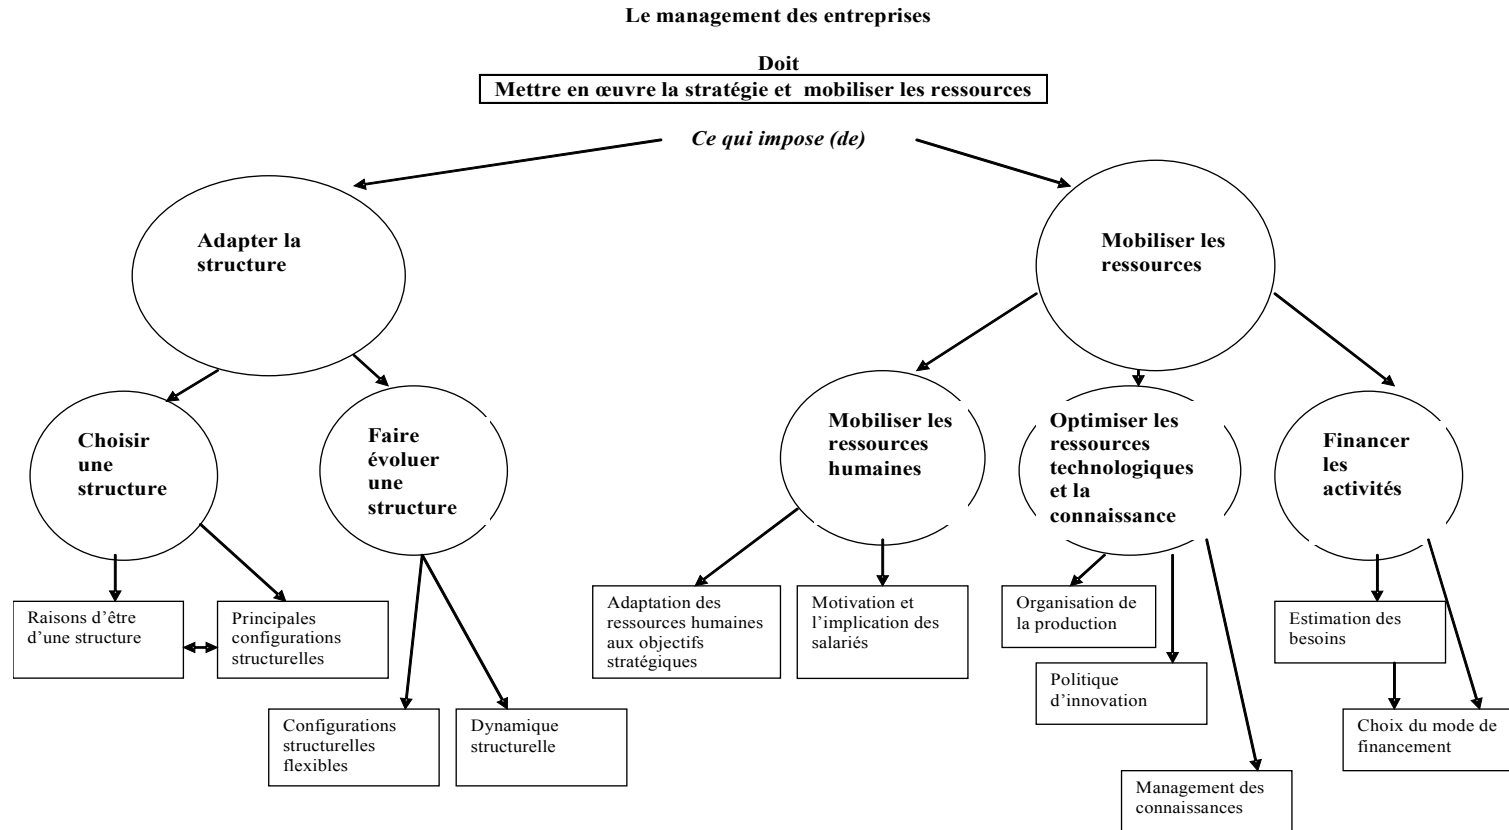 Le management des entreprises
Doit
Mettre en œuvre la stratégie et mobiliser les ressources
Ce qui impose (de)
Adapter la
structure
Mobiliser les
ressources
Choisir
une
structure
Faire
évoluer
une
structure
Mobiliser les
ressources
humaines
Optimiser les
ressources
technologiques
et la
connaissance
Financer
les
activités
Raisons d’être
d’une structure
Principales
configurations
structurelles
Configurations
structurelles
flexibles
Dynamique
structurelle
Adaptation des
ressources humaines
aux objectifs
stratégiques
Motivation et
l’implication des
salariés
Organisation de
la production
Politique
d’innovation
Management des
connaissances
Estimation des
besoins
Choix du mode de
financement